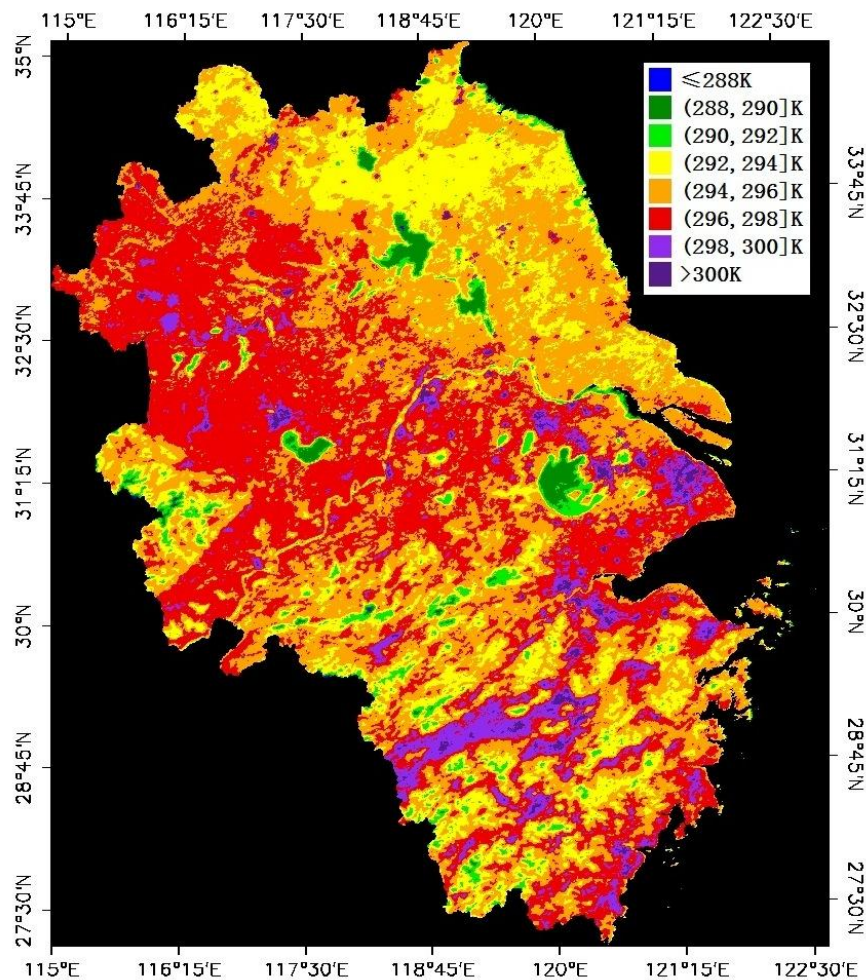 115°E 116°15'E 117°30'E 118°45'E 120°E 121°15'E 122°30'E
35°N
33°45'N
32°30'N
31°15'N
30°N
28°45'N
27°30'N
≤288K
(288,290]K
(290,292]K
(292,294]K
(294,296]K
(296,298]K
(298,300]K
>300K
33°45'N
32°30'N
31°15'N
30°N
28°45'N
27°30'N
115°E 116°15'E 117°30'E 118°45'E 120°E 121°15'E 122°30'E